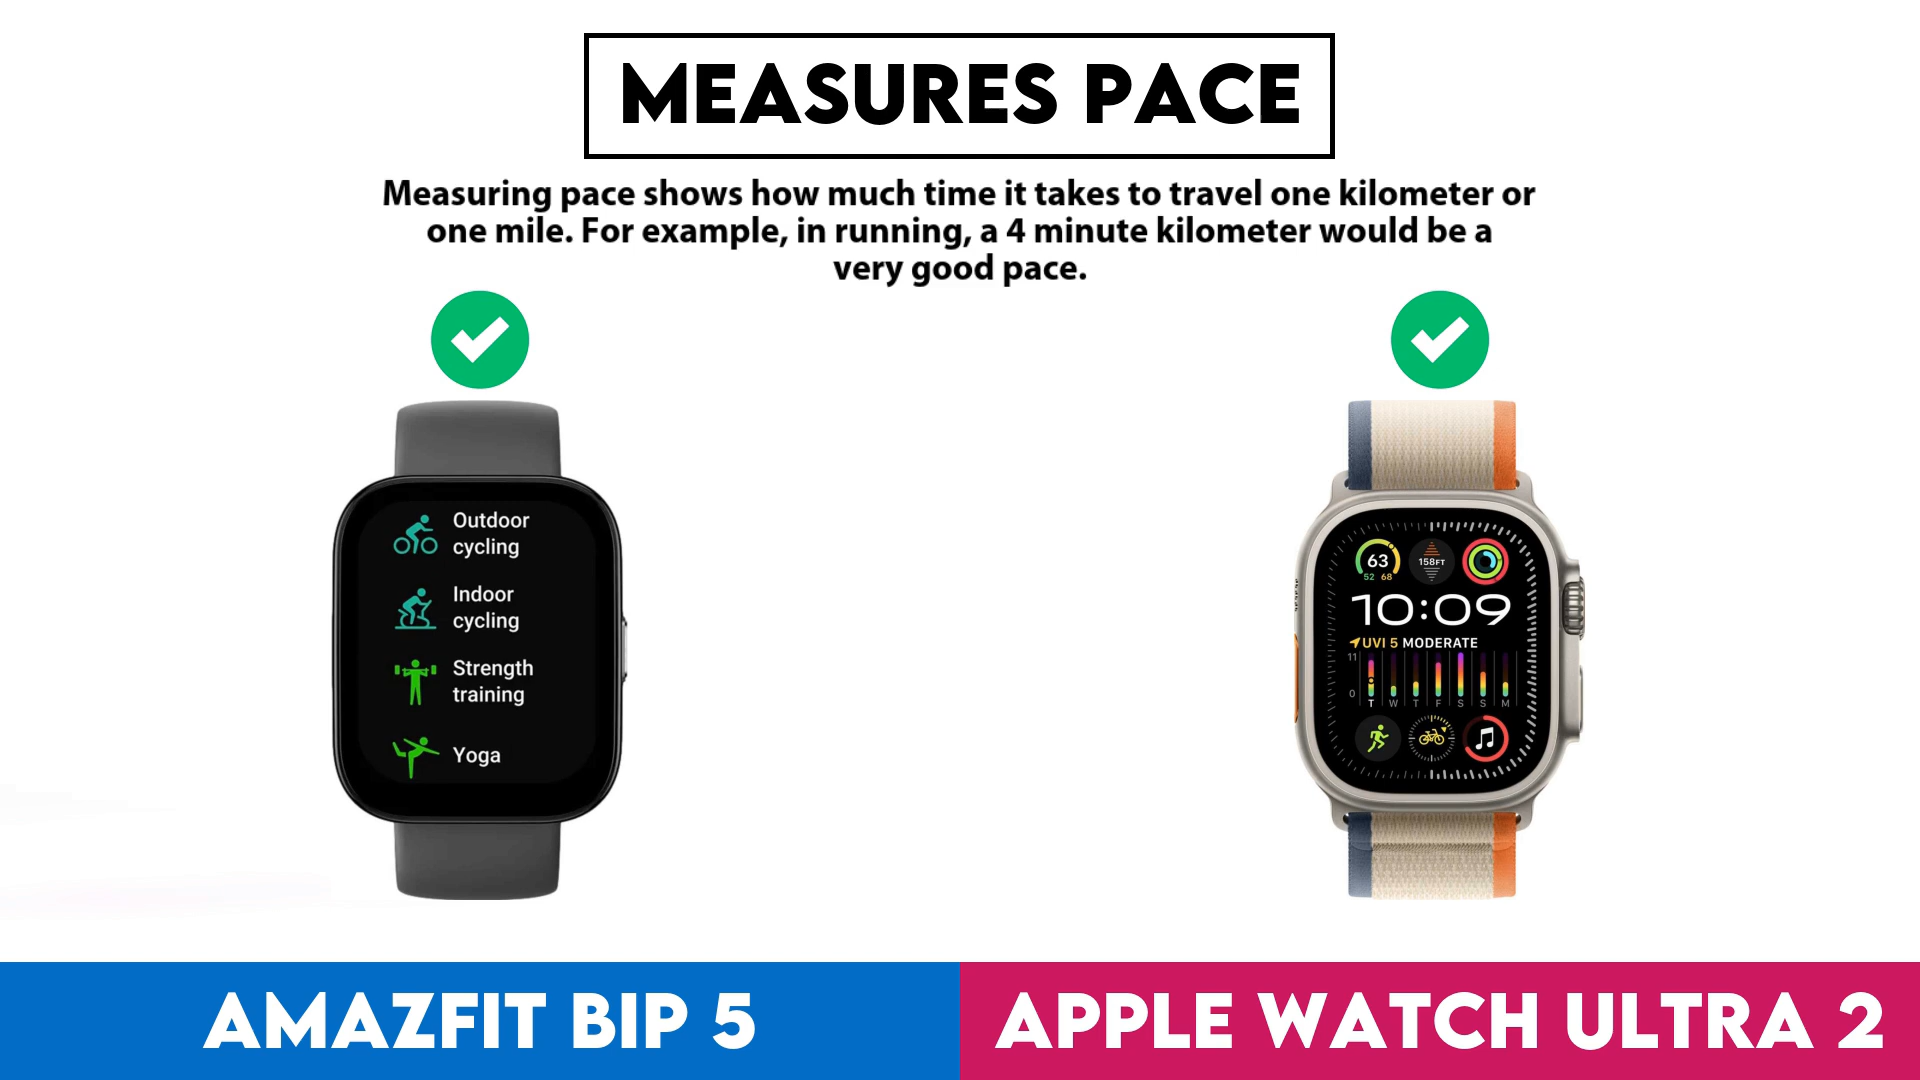 MEASURES PACE
Measuring pace shows how much time it takes to travel one kilometer or
one mile. For example, in running, a 4 minute kilometer would be a
very good pace.
Outdoor
cycling
Indoor
cycling
Strength
training
Yoga
63
52 68
158FT
10:09
UVI 5 MODERATE
11
0
T W T F S S M
AMAZFIT BIP 5
APPLE WATCH ULTRA 2